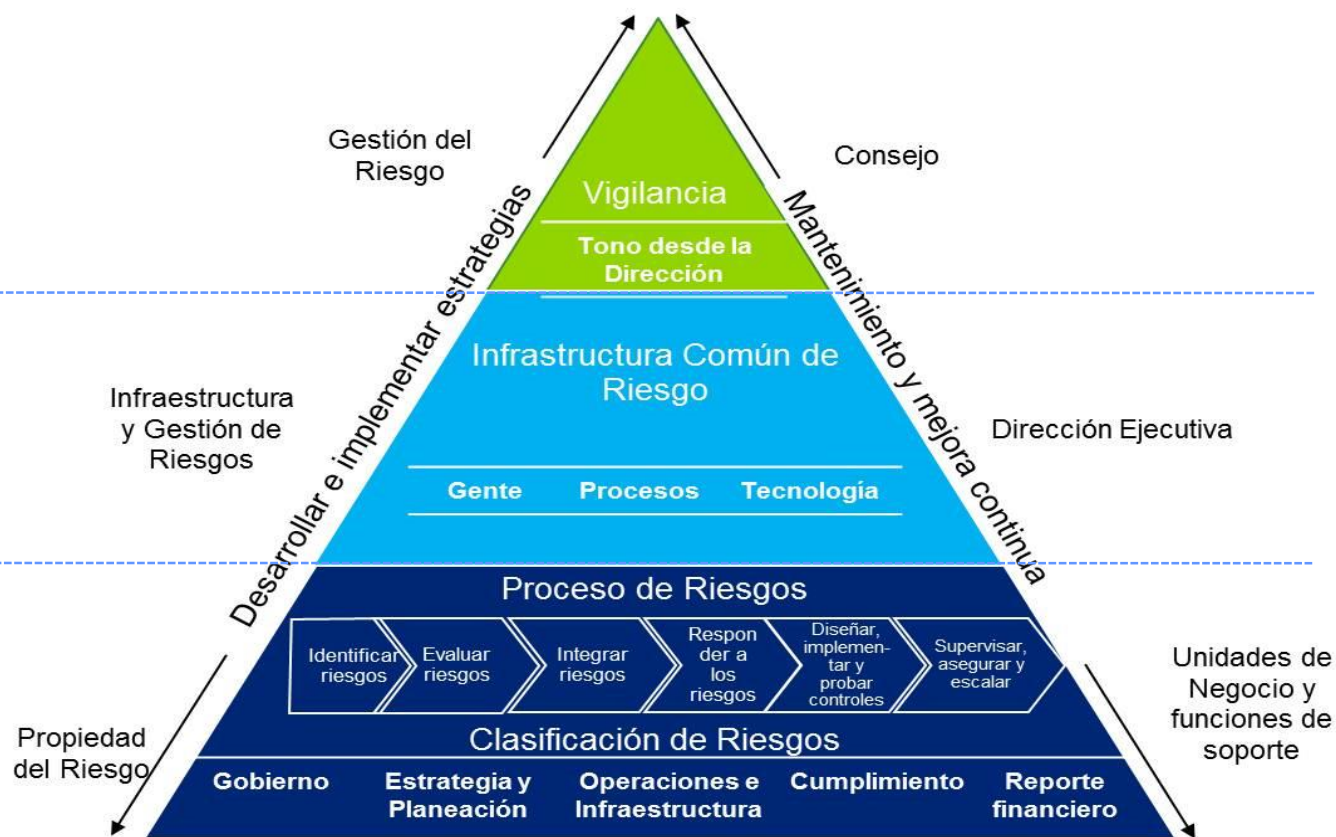 Gestión del
Riesgo
Consejo
Desarrollar e implementar estrategias
Mantenimiento y mejora continua
Vigilancia
Tono desde la
Dirección
Infraestructura
y Gestión de
Riesgos
Infrastructura Común de
Riesgo
Dirección Ejecutiva
Gente Procesos Tecnología
Proceso de Riesgos
Identificar
riesgos
Evaluar
riesgos
Integrar
riesgos
Respon
der a
los
riesgos
Diseñar,
implemen-
tar y
probar
controles
Supervisar,
asegurar y
escalar
Propiedad
del Riesgo
Unidades de
Negocio y
funciones de
soporte
Clasificación de Riesgos
Gobierno
Estrategia y
Planeación
Operaciones e
Infraestructura
Cumplimiento
Reporte
financiero